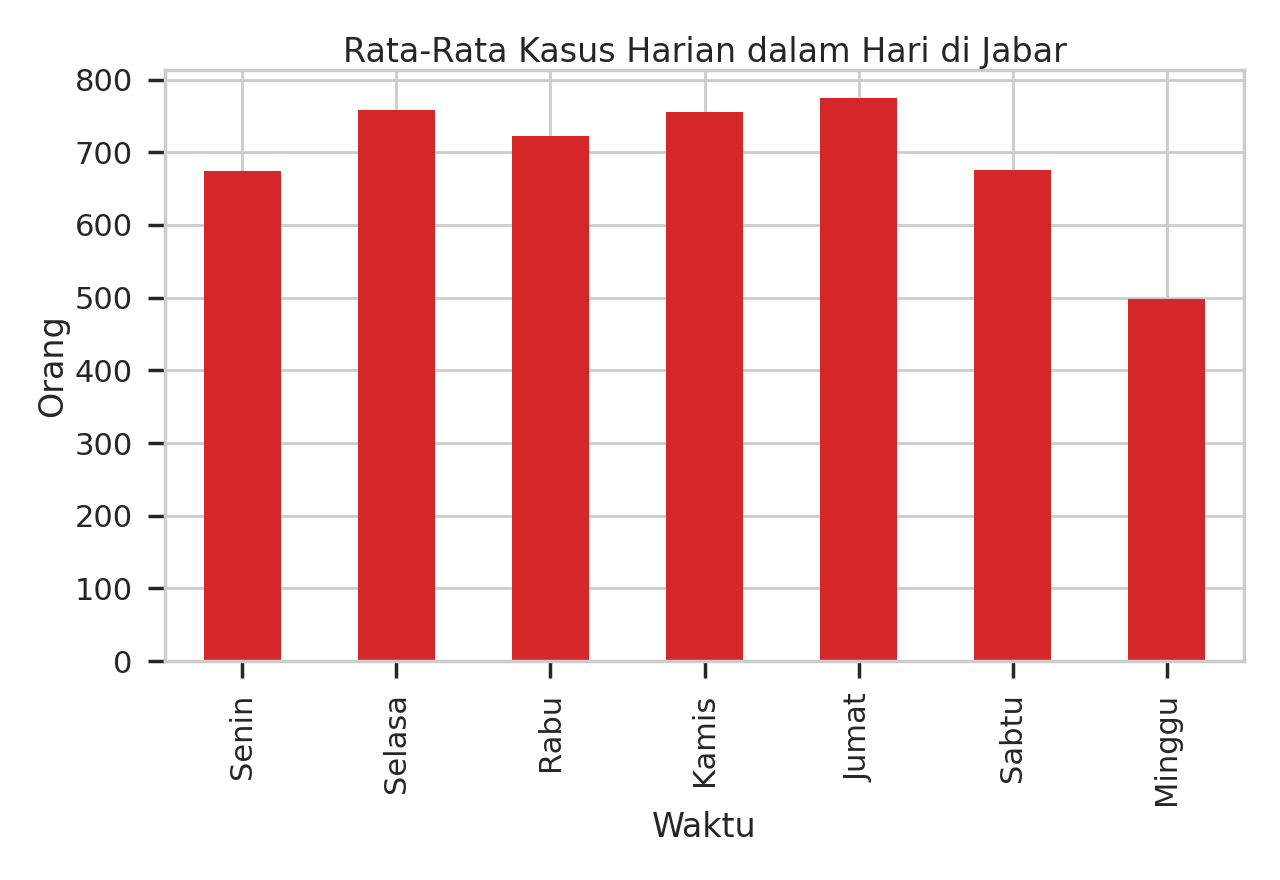 Rata-Rata Kasus Harian dalam Hari di Jabar
800
700
600
500
400
300
200
100
0
Orang
Senin
Selasa
Rabu
Kamis
Jumat
Sabtu
Minggu
Waktu